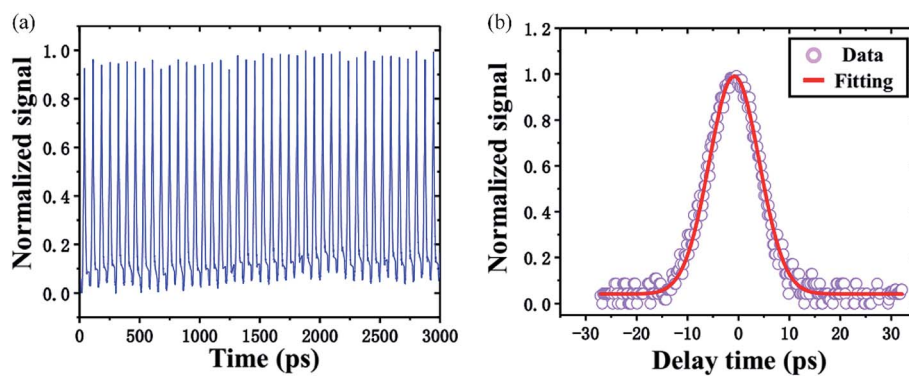 (a)
Normalized signal
1.0
0.8
0.6
0.4
0.2
0.0
0 500 1000 1500 2000 2500 3000
Time (ps)
(b)
Normalized signal
1.2
1.0
0.8
0.6
0.4
0.2
0.0
Data
Fitting
-30 -20 -10 0 10 20 30
Delay time (ps)